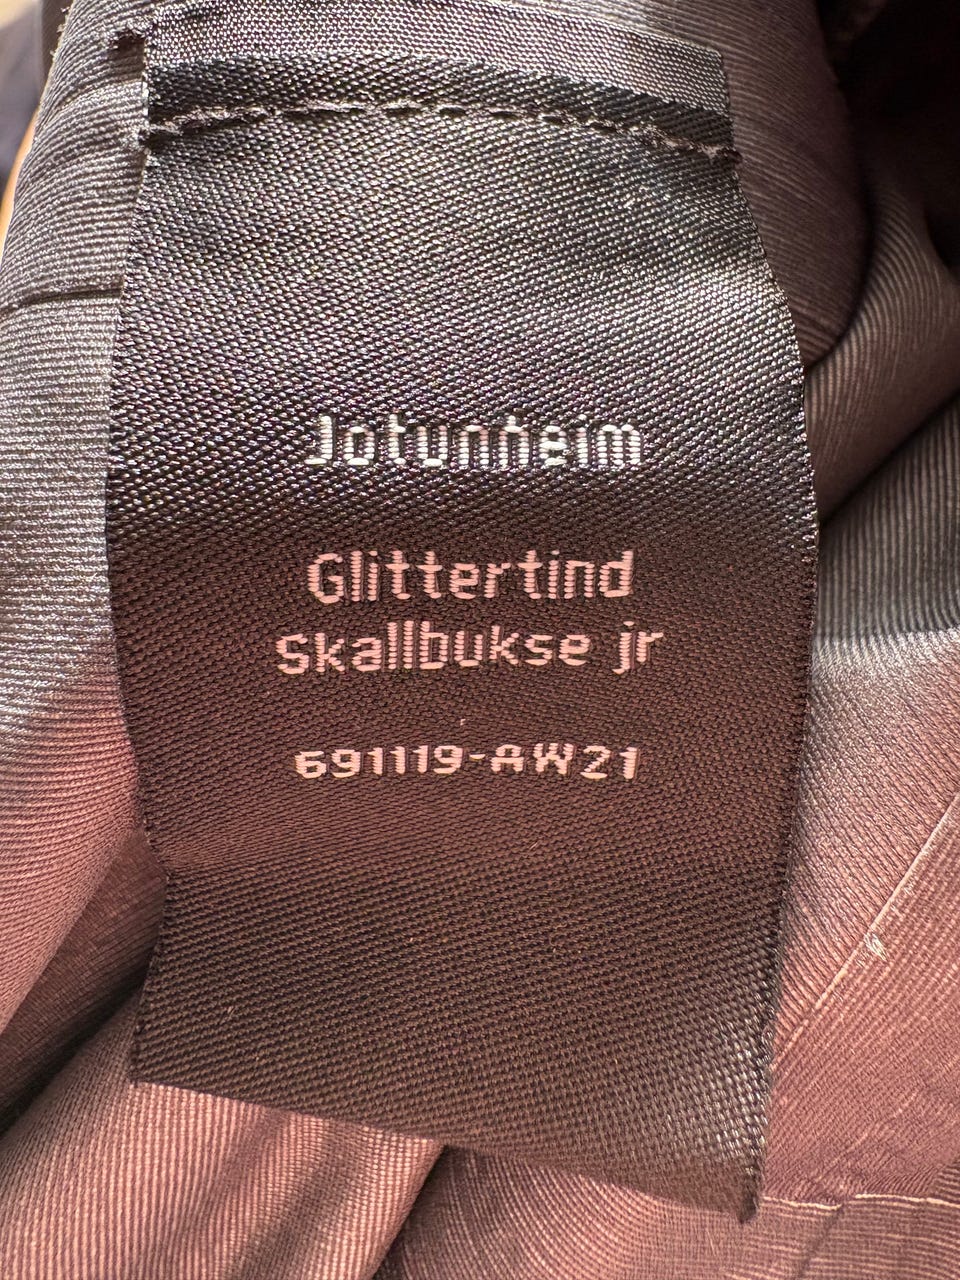 Jotunheim
Glittertind
Skallbukse jr
691119-AW21